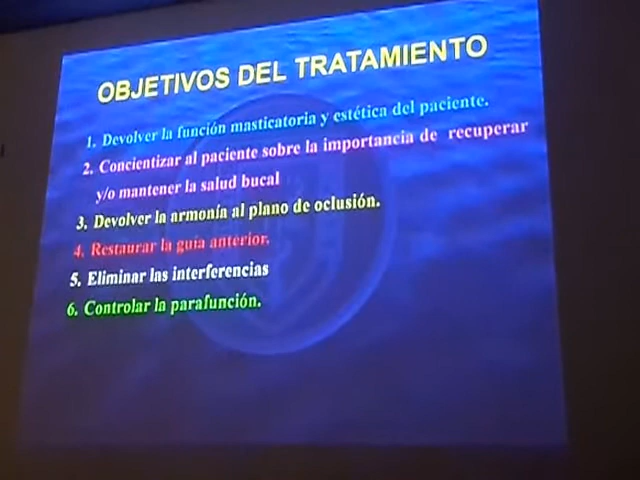 OBJETIVOS DEL TRATAMIENTO
1. Devolver la función masticatoria y estética del paciente.
2. Concientizar al paciente sobre la importancia de recuperar
y/o mantener la salud bucal
3. Devolver la armonía al plano de oclusión.
4. Restaurar la guía anterior.
5. Eliminar las interferencias
6. Controlar la parafunción.